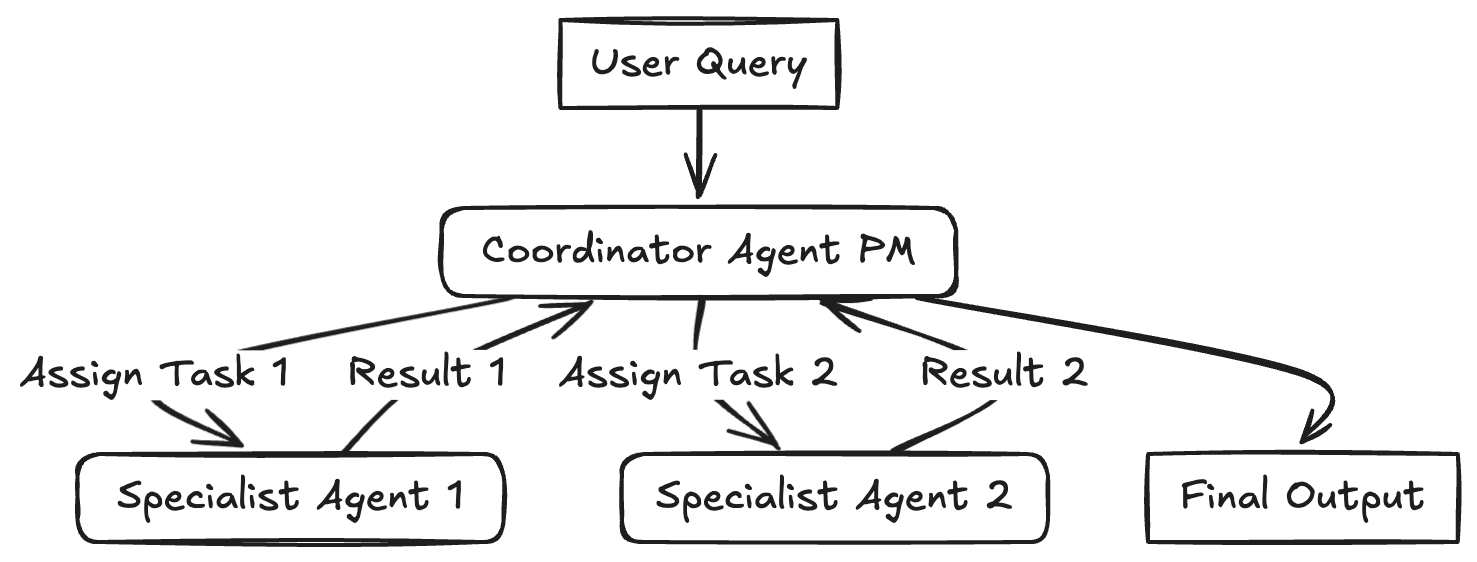 User Query
Coordinator Agent PM
Assign Task 1
Result 1
Assign Task 2
Result 2
Specialist Agent 1
Specialist Agent 2
Final Output